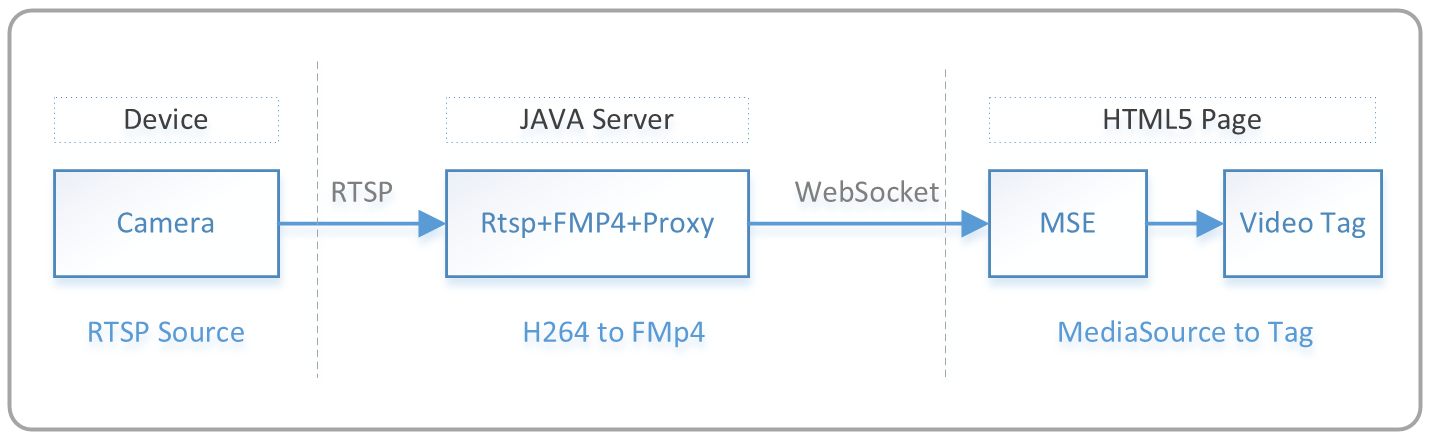 Device
JAVA Server
HTML5 Page
RTSP
WebSocket
Camera
Rtsp+FMP4+Proxy
MSE
Video Tag
RTSP Source
H264 to FMp4
MediaSource to Tag